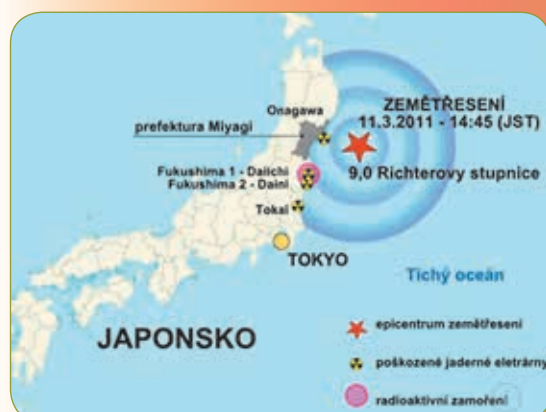 ZEMĚTŘESENÍ
11.3.2011 - 14:45 (JST)
Onagawa
prefektura Miyagi
9,0 Richterovy stupnice
Fukushima 1 - Daiichi
Fukushima 2 - Daini
Tokai
TOKYO
Tichý oceán
JAPONSKO
epicentrum zemětřesení
poškozené jaderné eletrárny
radioaktivní zamoření